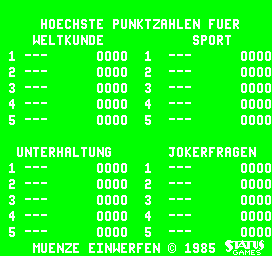 HOECHSTE PUNKTZAHLEN FUER
WELTKUNDE SPORT
1 --- 0000 1 --- 0000
2 --- 0000 2 --- 0000
3 --- 0000 3 --- 0000
4 --- 0000 4 --- 0000
5 --- 0000 5 --- 0000
UNTERHALTUNG JOKERFRAGEN
1 --- 0000 1 --- 0000
2 --- 0000 2 --- 0000
3 --- 0000 3 --- 0000
4 --- 0000 4 --- 0000
5 --- 0000 5 --- 0000
MUENZE EINWERFEN © 1985 STATUS GAMES